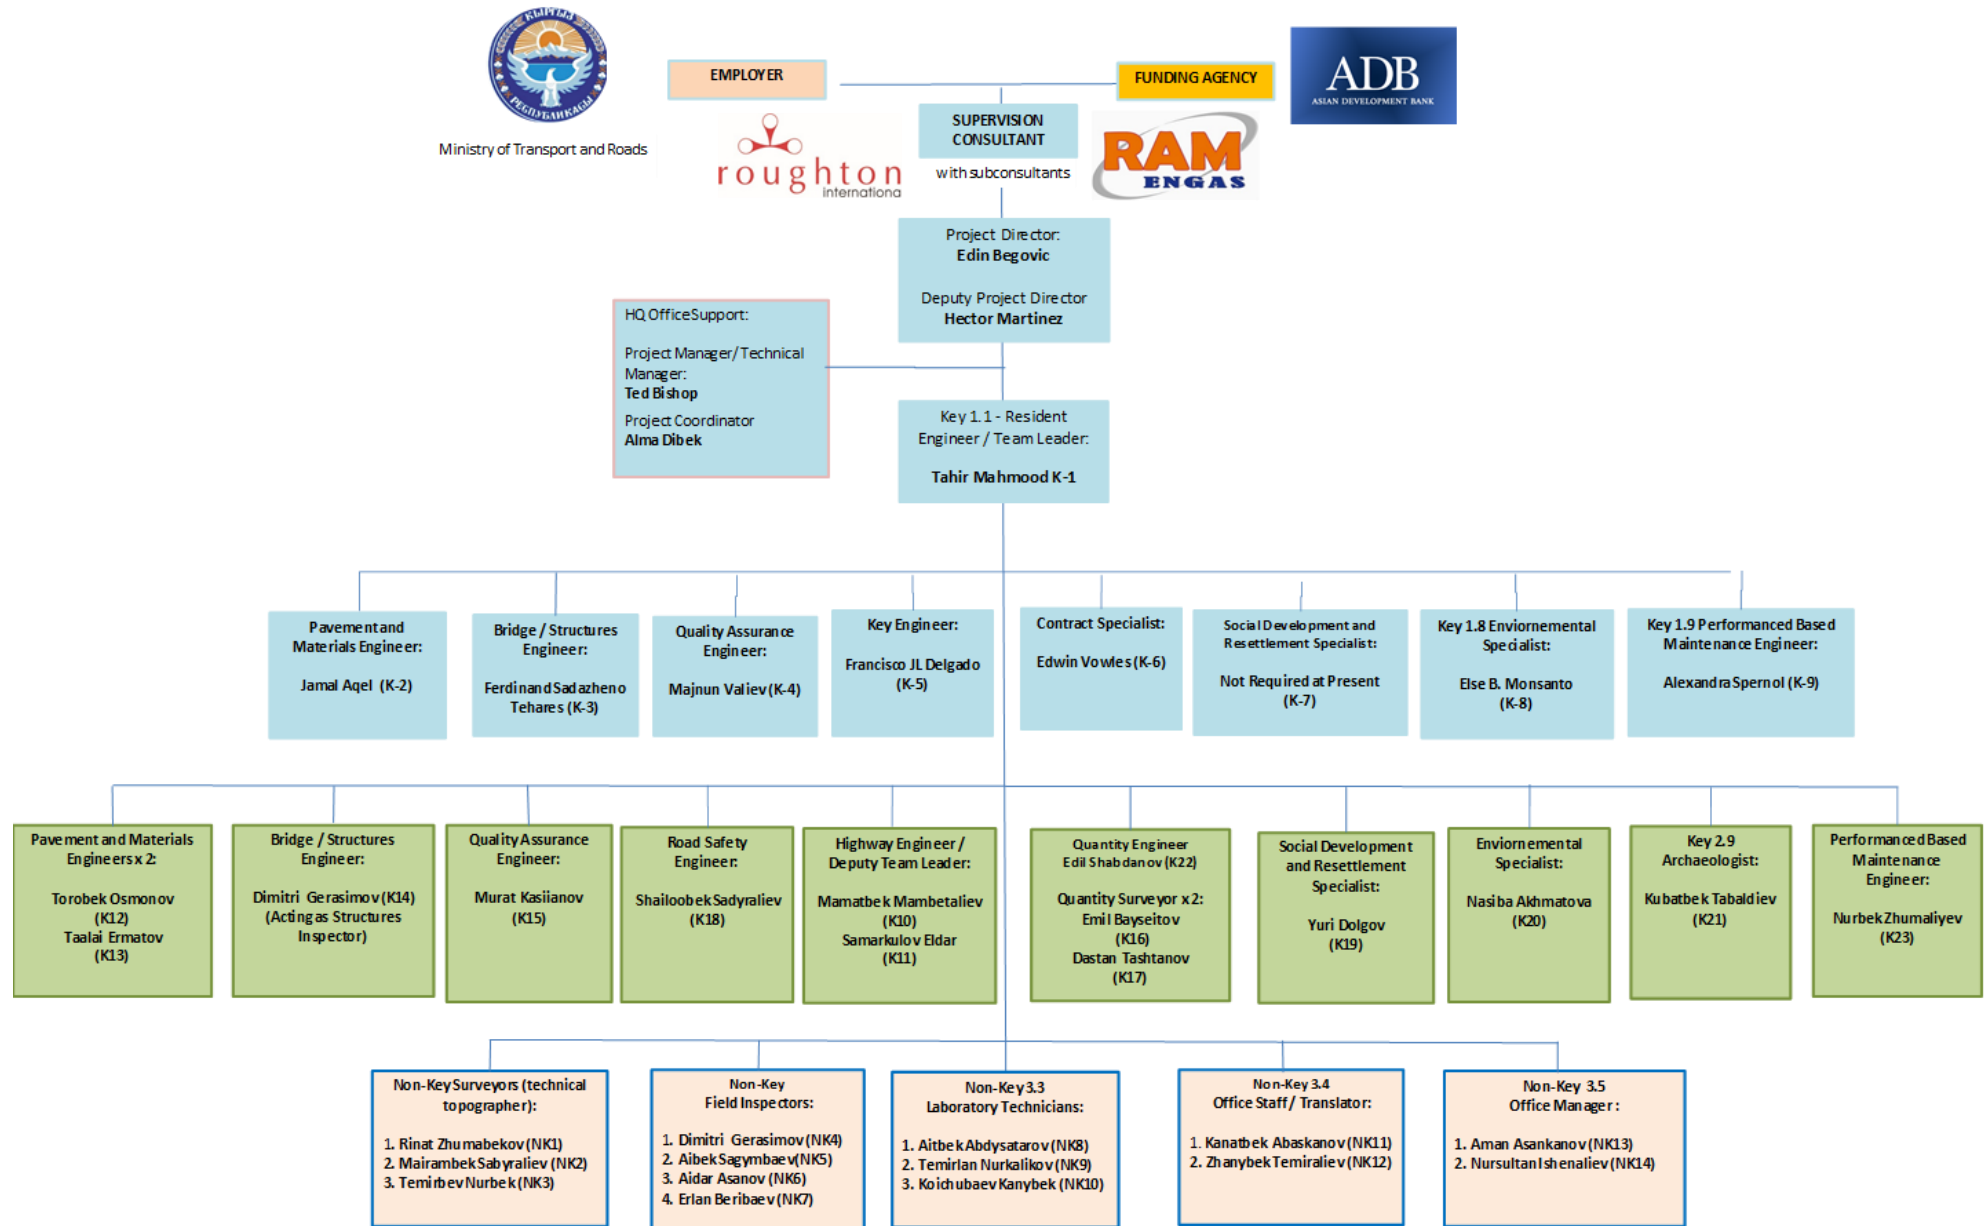 КЫРГЫЗ
РЕСПУБЛИКАСЫ
Ministry of Transport and Roads
EMPLOYER
FUNDING AGENCY
ADB
ASIAN DEVELOPMENT BANK
roughton
internationa
SUPERVISION
CONSULTANT
with subconsultants
RAM
ENGAS
Project Director:
Edin Begovic
Deputy Project Director
Hector Martinez
HQ Office Support:
Project Manager/ Technical
Manager:
Ted Bishop
Project Coordinator
Alma Dibek
Key 1.1 - Resident
Engineer / Team Leader:
Tahir Mahmood K-1
Pavement and
Materials Engineer:
Jamal Aqel (K-2)
Bridge / Structures
Engineer:
Ferdinand Sadazheno
Tehares (K-3)
Quality Assurance
Engineer:
Majnun Valiev (K-4)
Key Engineer:
Francisco JL Delgado
(K-5)
Contract Specialist:
Edwin Vowles (K-6)
Social Development and
Resettlement Specialist:
Not Required at Present
(K-7)
Key 1.8 Enviornemental
Specialist:
Else B. Monsanto
(K-8)
Key 1.9 Performanced Based
Maintenance Engineer:
Alexandra Spernol (K-9)
Pavement and Materials
Engineers x 2:
Torobek Osmonov
(K12)
Taalai Ermatov
(K13)
Bridge / Structures
Engineer:
Dimitri Gerasimov (K14)
(Acting as Structures
Inspector)
Quality Assurance
Engineer:
Murat Kasiianov
(K15)
Road Safety
Engineer:
Shailoobek Sadyraliev
(K18)
Highway Engineer /
Deputy Team Leader:
Mamatbek Mambetaliev
(K10)
Samarkulov Eldar
(K11)
Quantity Engineer
Edil Shabdanov (K22)
Quantity Surveyor x 2:
Emil Bayseitov
(K16)
Dastan Tashtanov
(K17)
Social Development
and Resettlement
Specialist:
Yuri Dolgov
(K19)
Enviornemental
Specialist:
Nasiba Akhmatova
(K20)
Key 2.9
Archaeologist:
Kubatbek Tabaldiev
(K21)
Performanced Based
Maintenance
Engineer:
Nurbek Zhumaliyev
(K23)
Non-Key Surveyors (technical
topographer):
1. Rinat Zhumabekov (NK1)
2. Mairambek Sabyraliev (NK2)
3. Temirbev Nurbek (NK3)
Non-Key
Field Inspectors:
1. Dimitri Gerasimov (NK4)
2. Aibek Sagymbaev(NK5)
3. Aidar Asanov (NK6)
4. Erlan Beribaev (NK7)
Non-Key 3.3
Laboratory Technicians:
1. Aitbek Abdysatarov (NK8)
2. Temirlan Nurkalikov (NK9)
3. Koichubaev Kanybek (NK10)
Non-Key 3.4
Office Staff / Translator:
1. Kanatbek Abaskanov (NK11)
2. Zhanybek Temiraliev (NK12)
Non-Key 3.5
Office Manager :
1. Aman Asankanov (NK13)
2. Nursultan Ishenaliev (NK14)